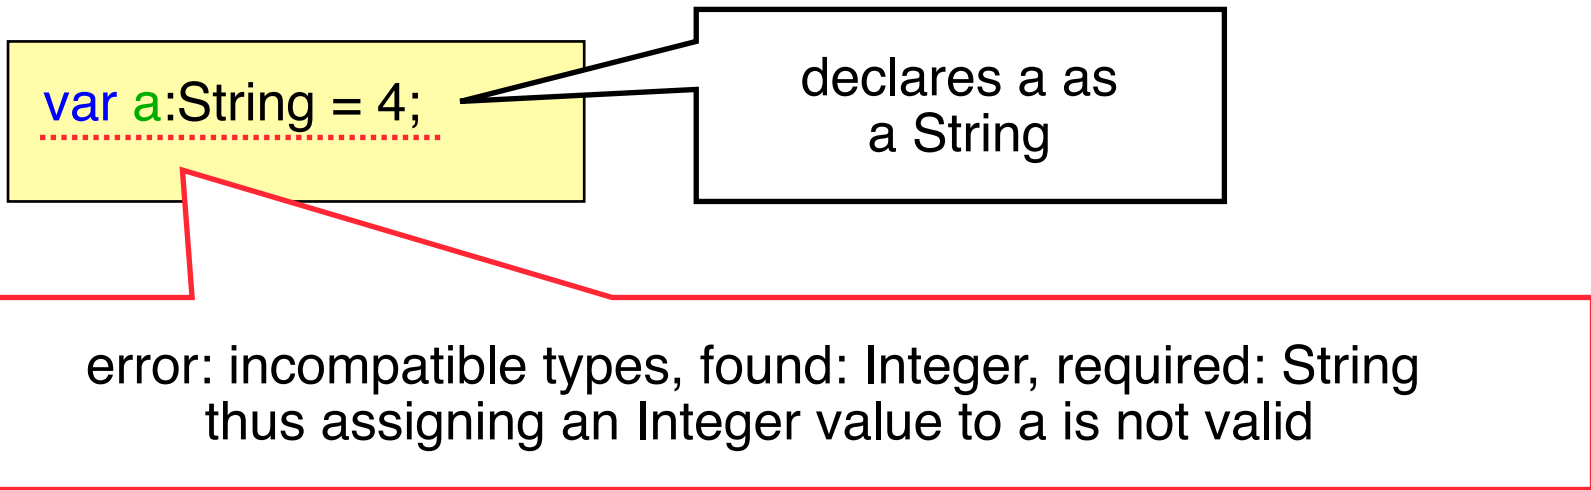 var a:String = 4;
declares a as
a String
error: incompatible types, found: Integer, required: String
thus assigning an Integer value to a is not valid